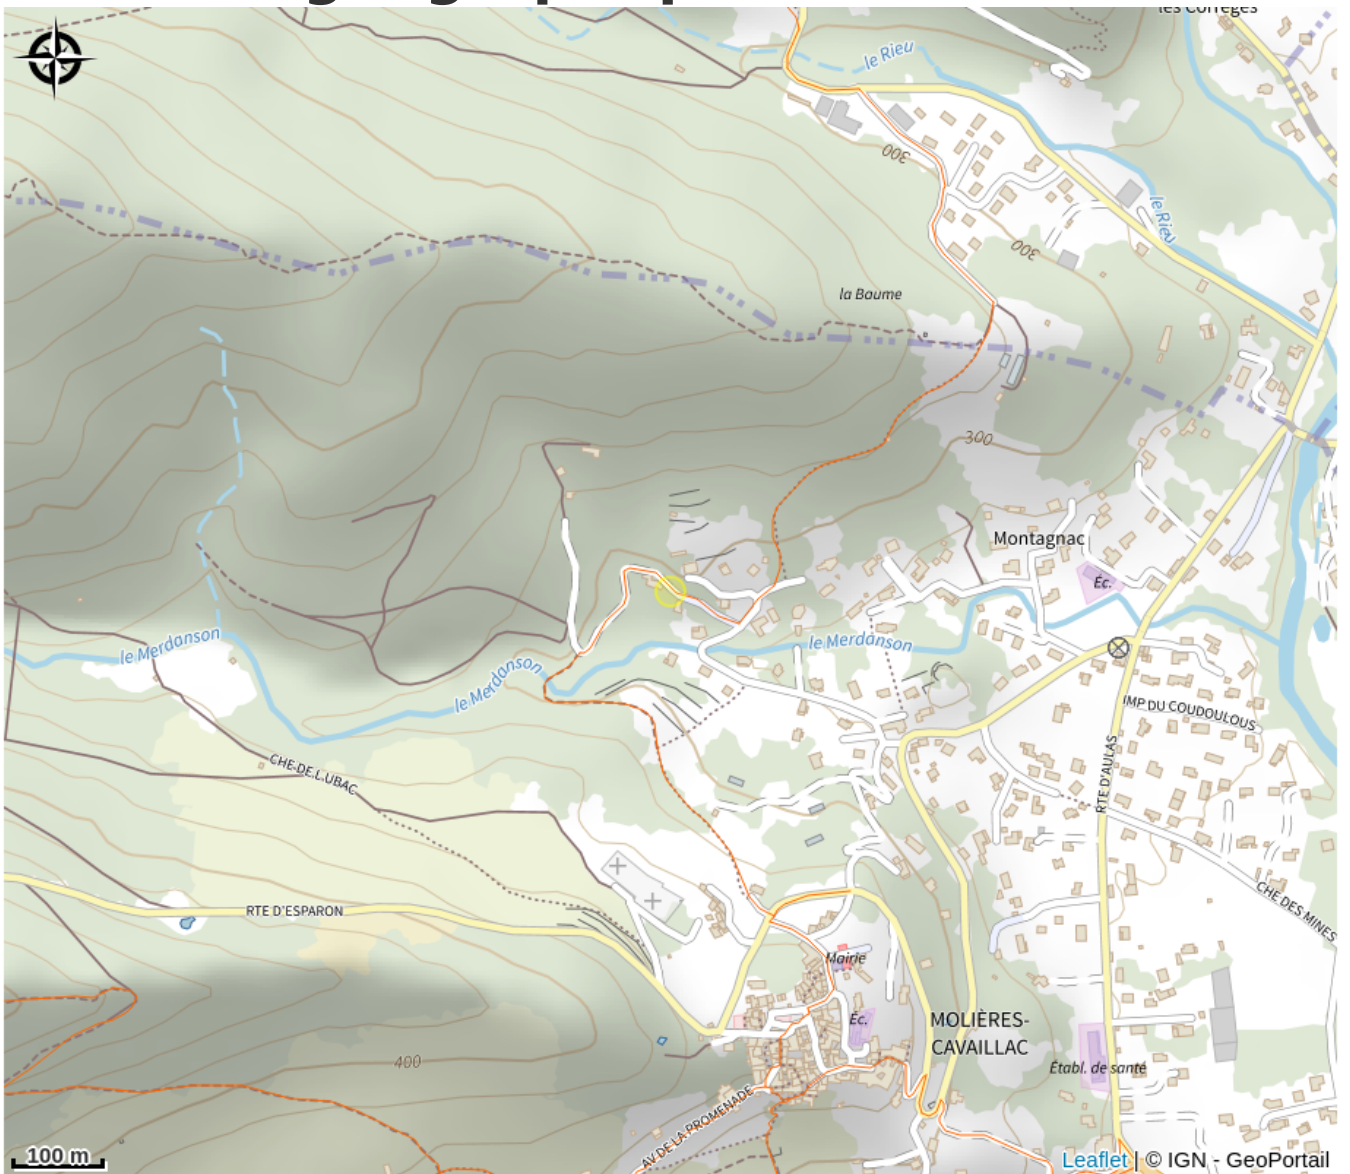 les Corrèges
le Rieu
300
le Rieu
300
la Baume
300
Montagnac
Éc.
le Merdanson
le Merdanson
le Merdanson
IMP DU COUDOULOUS
CHE DE L'UBAC
RTE D'AULAS
RTE D'ESPARON
CHE DES MINES
Mairie
Éc.
MOLIÈRES-
CAVAILLAC
400
Établ. de santé
AV DE LA PROMENADE
100 m
Leaflet | © IGN - GeoPortail